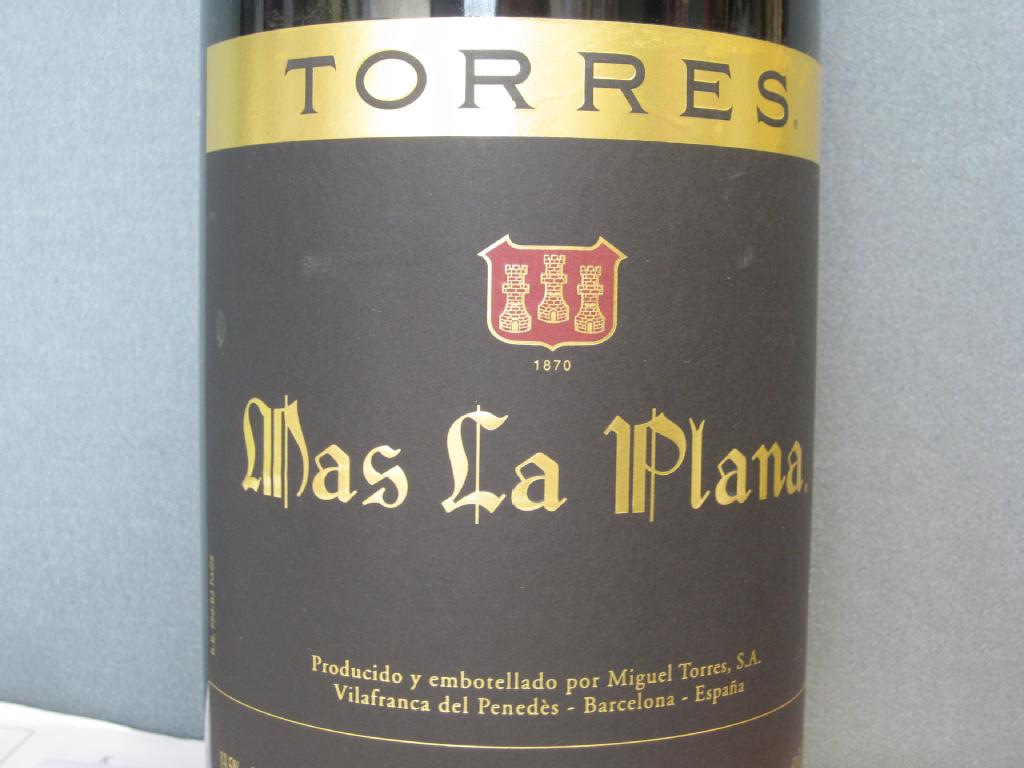 TORRES
1870
Mas La Plana
Producido y embotellado por Miguel Torres, S.A.
Vilafranca del Penedès - Barcelona - España